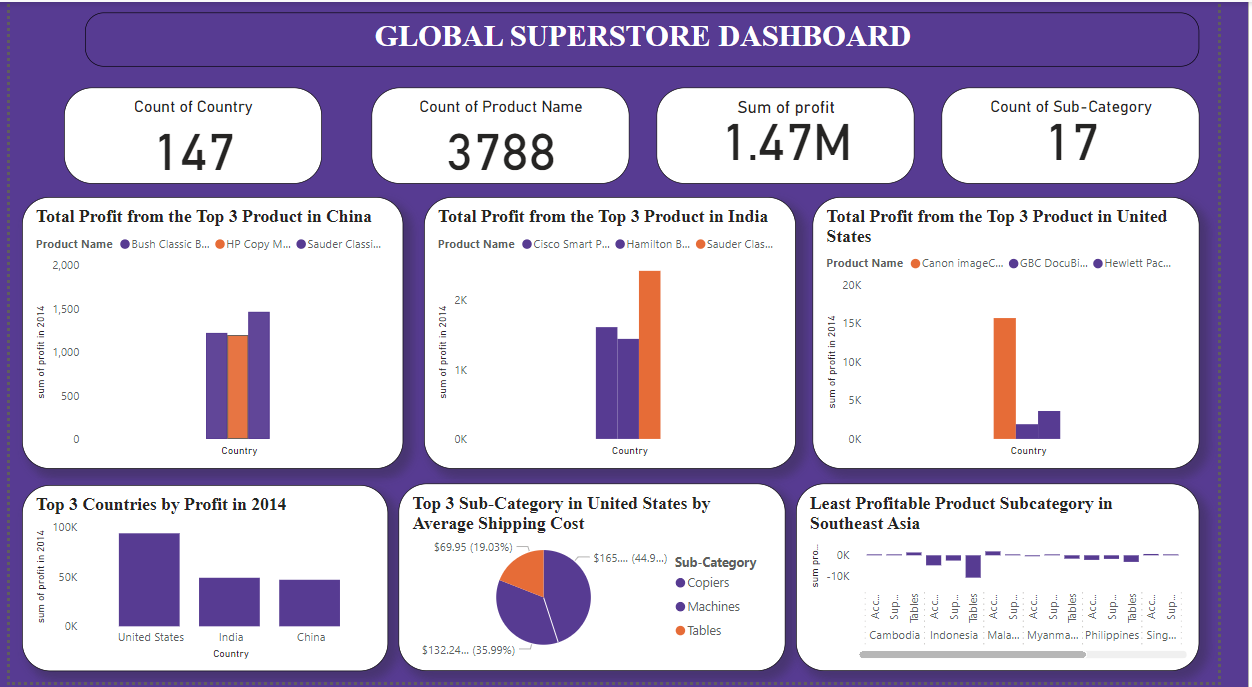 GLOBAL SUPERSTORE DASHBOARD
Count of Country
147
Count of Product Name
3788
Sum of profit
1.47M
Count of Sub-Category
17
Total Profit from the Top 3 Product in China
Product Name Bush Classic B... HP Copy M... Sauder Classi...
sum of profit in 2014
2,000
1,500
1,000
500
0
Country
Total Profit from the Top 3 Product in India
Product Name Cisco Smart P... Hamilton B... Sauder Clas...
sum of profit in 2014
2K
1K
0K
Country
Total Profit from the Top 3 Product in United
States
Product Name Canon imageC... GBC DocuBi... Hewlett Pac...
sum of profit in 2014
20K
15K
10K
5K
0K
Country
Top 3 Countries by Profit in 2014
sum of profit in 2014
100K
50K
0K
United States India China
Country
Top 3 Sub-Category in United States by
Average Shipping Cost
$69.95 (19.03%)
$165.... (44.9...)
$132.24... (35.99%)
Sub-Category
Copiers
Machines
Tables
Least Profitable Product Subcategory in
Southeast Asia
sum pro...
0K
-10K
Acc... Sup... Tables Acc... Sup... Tables Acc... Sup... Acc... Sup... Tables Acc... Sup... Tables Acc... Sup...
Cambodia Indonesia Mala... Myanma... Philippines Sing...